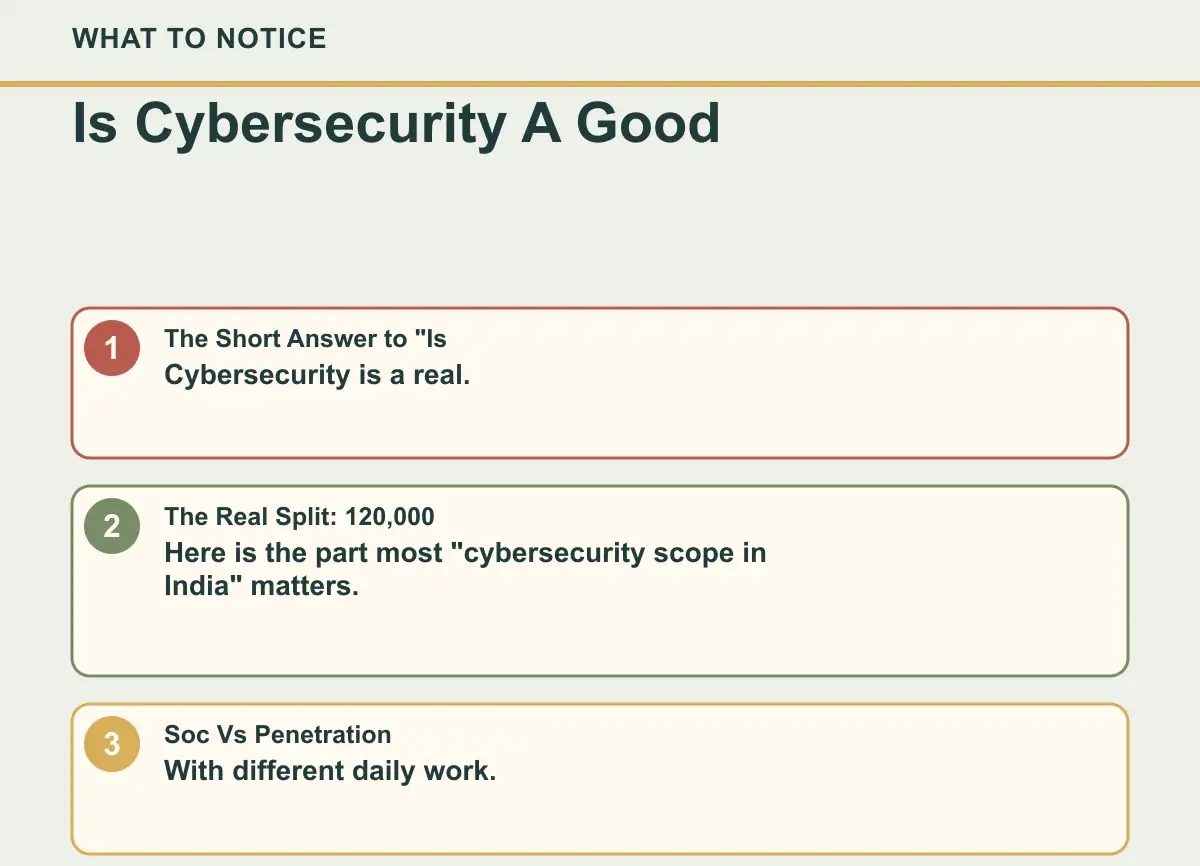 WHAT TO NOTICE
Is Cybersecurity A Good
1
The Short Answer to "Is
Cybersecurity is a real.
2
The Real Split: 120,000
Here is the part most "cybersecurity scope in
India" matters.
3
Soc Vs Penetration
With different daily work.